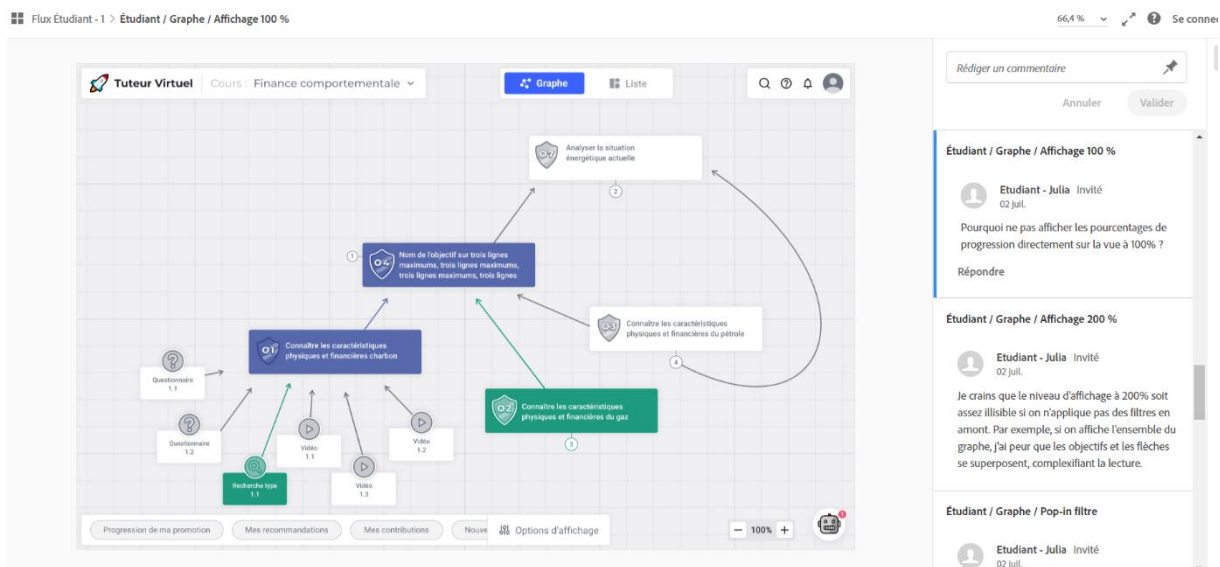 Flux Étudiant - 1 > Étudiant / Graphe / Affichage 100 %
66,4 %
Se connec
Tuteur Virtuel
Cours : Finance comportementale
Graphe
Liste
07
Analyser la situation
énergétique actuelle
2
1
04
Nom de l'objectif sur trois lignes
maximums, trois lignes maximums,
trois lignes maximums, trois lignes
03
Connaître les caractéristiques
physiques et financières du pétrole
4
01
Connaître les caractéristiques
physiques et financières charbon
02
Connaître les caractéristiques
physiques et financières du gaz
3
Questionnaire
1.1
Questionnaire
1.2
Recherche type
1.1
Vidéo
1.1
Vidéo
1.3
Vidéo
1.2
Progression de ma promotion
Mes recommandations
Mes contributions
Nouve
Options d'affichage
− 100% +
1
Rédiger un commentaire
Annuler
Valider
Étudiant / Graphe / Affichage 100 %
Etudiant - Julia Invité
02 juil.
Pourquoi ne pas afficher les pourcentages de
progression directement sur la vue à 100% ?
Répondre
Étudiant / Graphe / Affichage 200 %
Etudiant - Julia Invité
02 juil.
Je crains que le niveau d'affichage à 200% soit
assez illisible si on n'applique pas des filtres en
amont. Par exemple, si on affiche l'ensemble du
graphe, j'ai peur que les objectifs et les flèches
se superposent, complexifiant la lecture.
Étudiant / Graphe / Pop-in filtre
Etudiant - Julia Invité
02 juil.